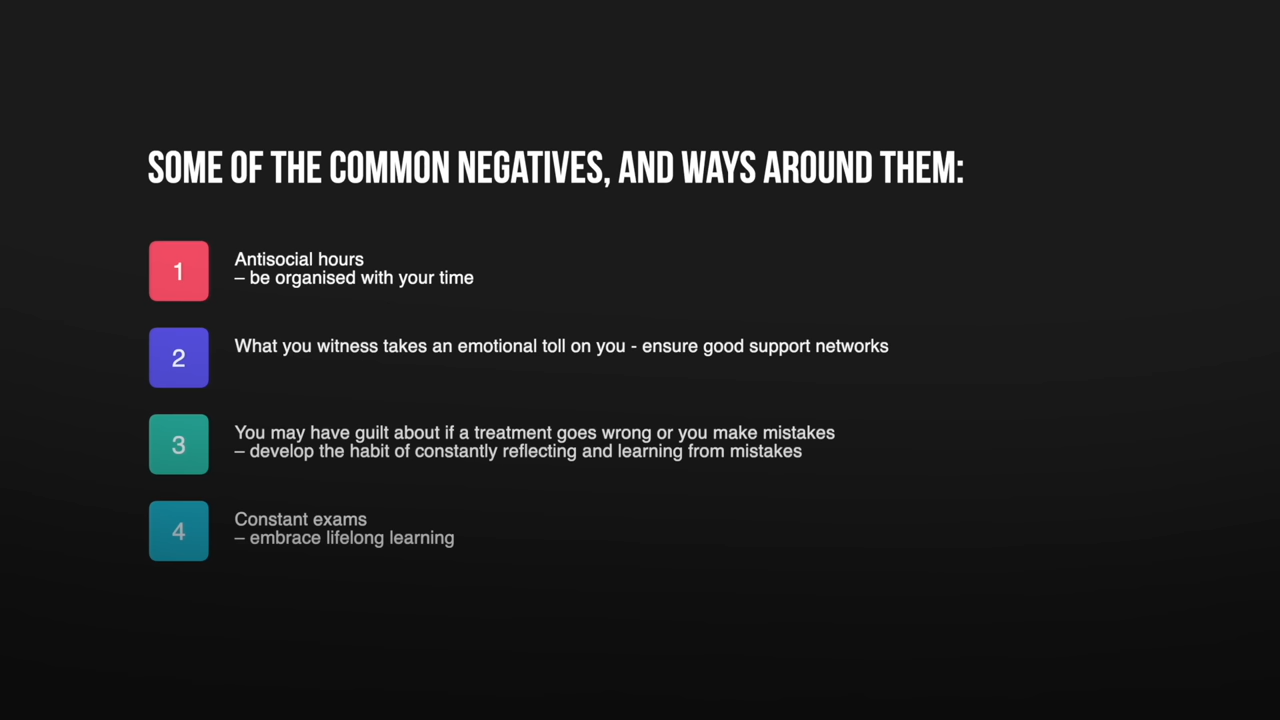 SOME OF THE COMMON NEGATIVES, AND WAYS AROUND THEM:
1
Antisocial hours
– be organised with your time
2
What you witness takes an emotional toll on you - ensure good support networks
3
You may have guilt about if a treatment goes wrong or you make mistakes
– develop the habit of constantly reflecting and learning from mistakes
4
Constant exams
– embrace lifelong learning